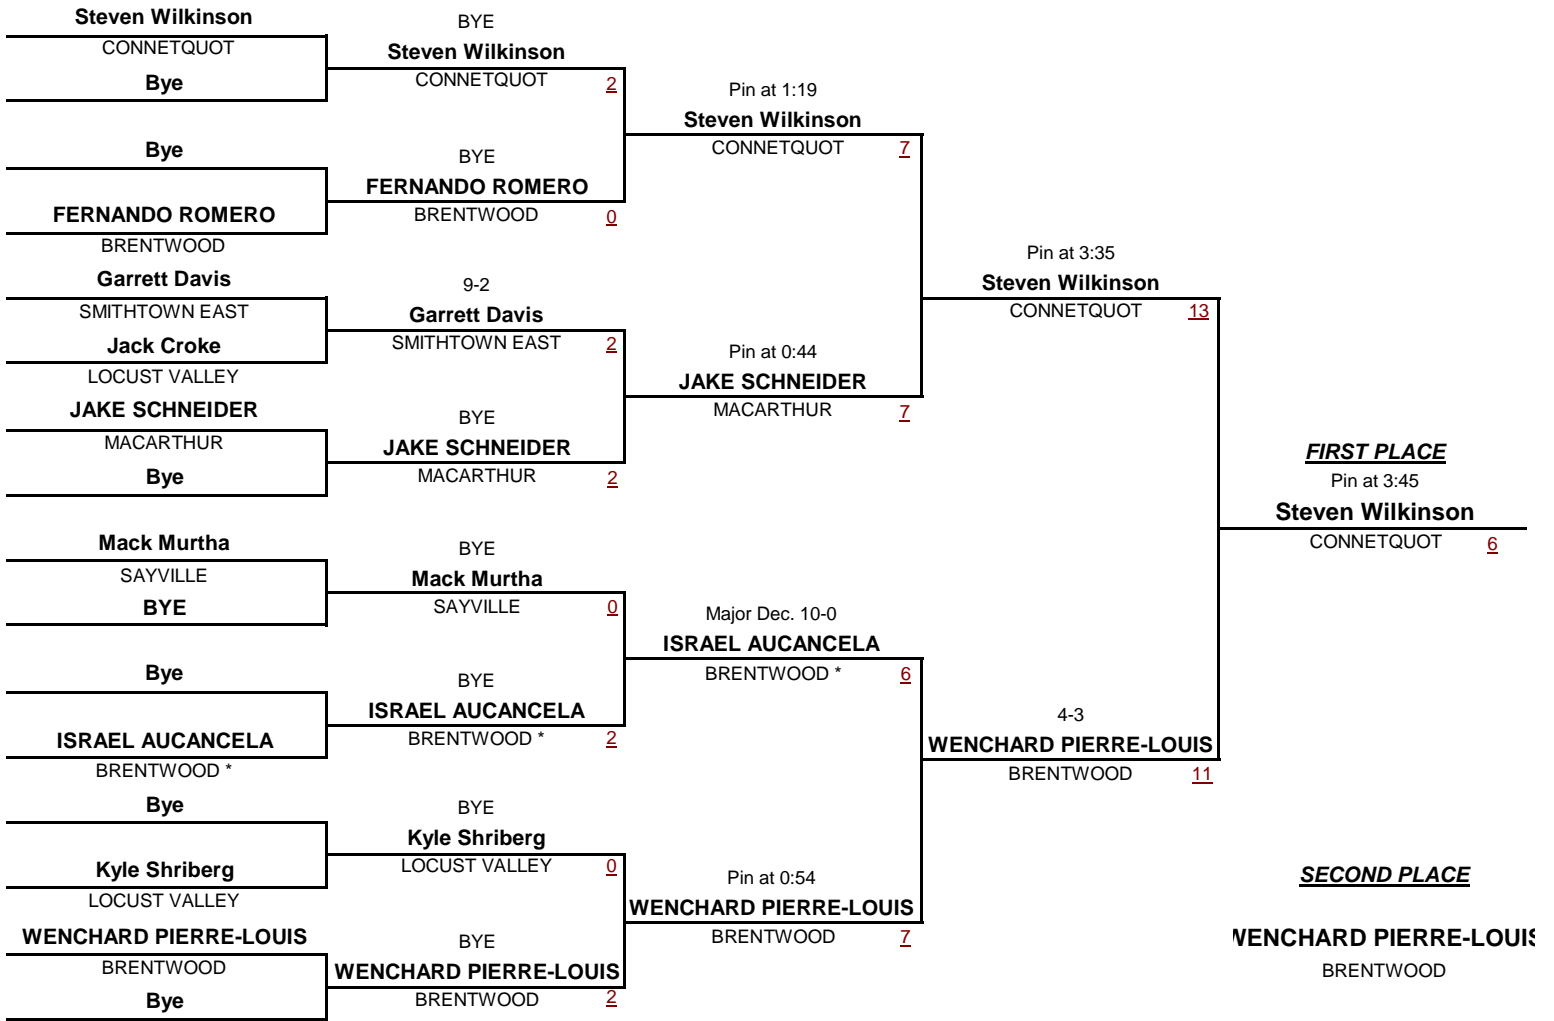 Steven Wilkinson
CONNETQUOT
Bye
Bye
FERNANDO ROMERO
BRENTWOOD
Garrett Davis
SMITHTOWN EAST
Jack Croke
LOCUST VALLEY
JAKE SCHNEIDER
MACARTHUR
Bye
Mack Murtha
SAYVILLE
BYE
Bye
ISRAEL AUCANCELA
BRENTWOOD *
Bye
Kyle Shriberg
LOCUST VALLEY
WENCHARD PIERRE-LOUIS
BRENTWOOD
Bye
BYE
Steven Wilkinson
CONNETQUOT 2
BYE
FERNANDO ROMERO
BRENTWOOD 0
9-2
Garrett Davis
SMITHTOWN EAST 2
BYE
JAKE SCHNEIDER
MACARTHUR 2
BYE
Mack Murtha
SAYVILLE 0
BYE
ISRAEL AUCANCELA
BRENTWOOD * 2
BYE
Kyle Shriberg
LOCUST VALLEY 0
BYE
WENCHARD PIERRE-LOUIS
BRENTWOOD 2
Pin at 1:19
Steven Wilkinson
CONNETQUOT 7
Pin at 0:44
JAKE SCHNEIDER
MACARTHUR 7
Major Dec. 10-0
ISRAEL AUCANCELA
BRENTWOOD * 6
Pin at 0:54
WENCHARD PIERRE-LOUIS
BRENTWOOD 7
Pin at 3:35
Steven Wilkinson
CONNETQUOT 13
4-3
WENCHARD PIERRE-LOUIS
BRENTWOOD 11
FIRST PLACE
Pin at 3:45
Steven Wilkinson
CONNETQUOT 6
SECOND PLACE
WENCHARD PIERRE-LOUIS
BRENTWOOD